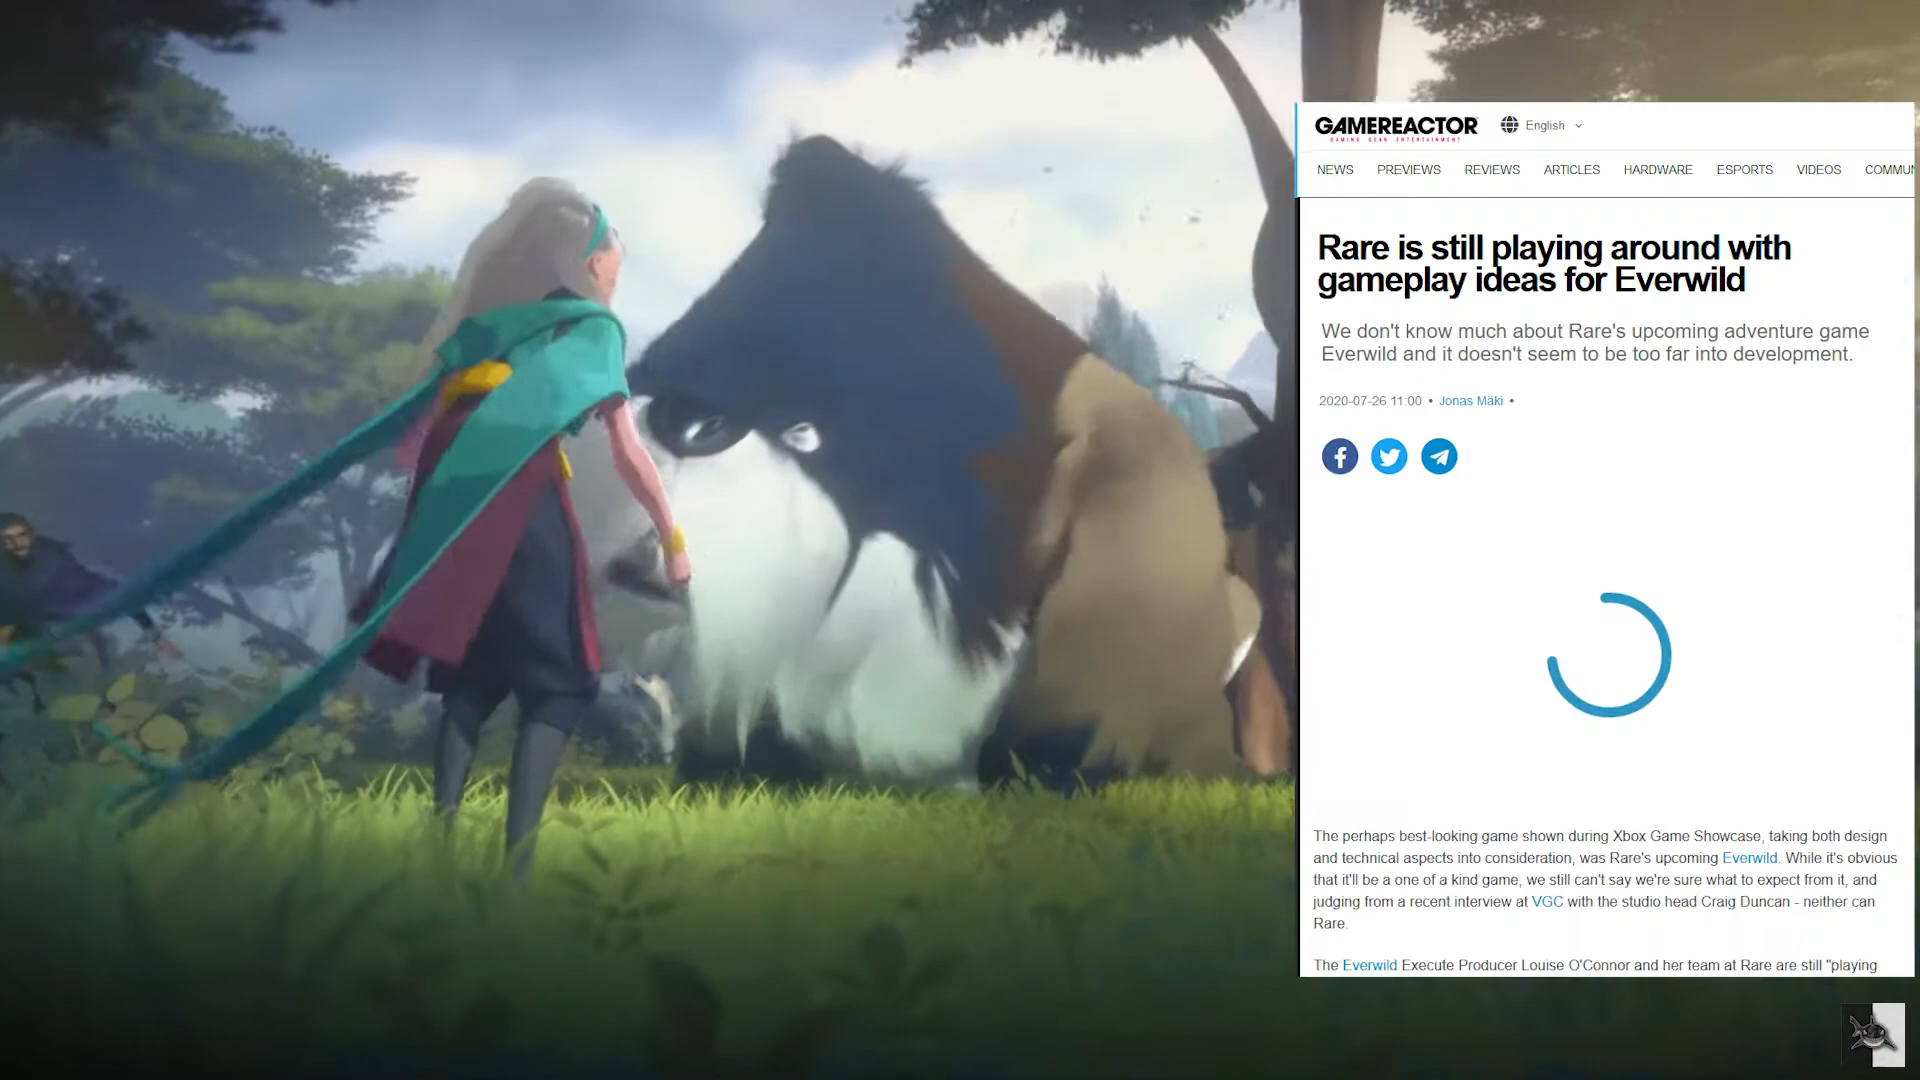 GAMEREACTOR
GAMING GEAR ENTERTAINMENT
English
NEWS PREVIEWS REVIEWS ARTICLES HARDWARE ESPORTS VIDEOS COMMUN
Rare is still playing around with
gameplay ideas for Everwild
We don't know much about Rare's upcoming adventure game
Everwild and it doesn't seem to be too far into development.
2020-07-26 11:00 • Jonas Mäki •
The perhaps best-looking game shown during Xbox Game Showcase, taking both design
and technical aspects into consideration, was Rare's upcoming Everwild. While it's obvious
that it'll be a one of a kind game, we still can't say we're sure what to expect from it, and
judging from a recent interview at VGC with the studio head Craig Duncan - neither can
Rare.
The Everwild Execute Producer Louise O'Connor and her team at Rare are still "playing